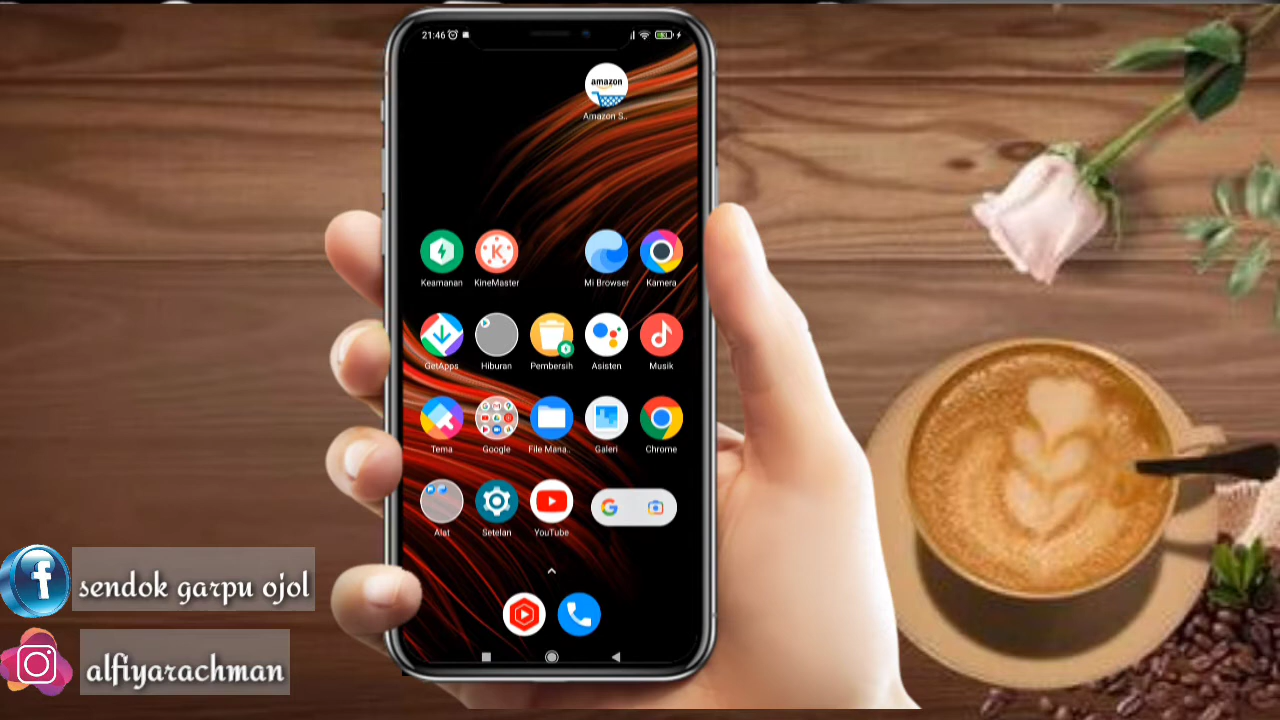 21:46
amazon
Amazon S..
Keamanan
KineMaster
Mi Browser
Kamera
GetApps
Hiburan
Pembersih
Asisten
Musik
Tema
Google
File Mana..
Galeri
Chrome
Alat
Setelan
YouTube
sendok garpu ojol
alfiyarachman